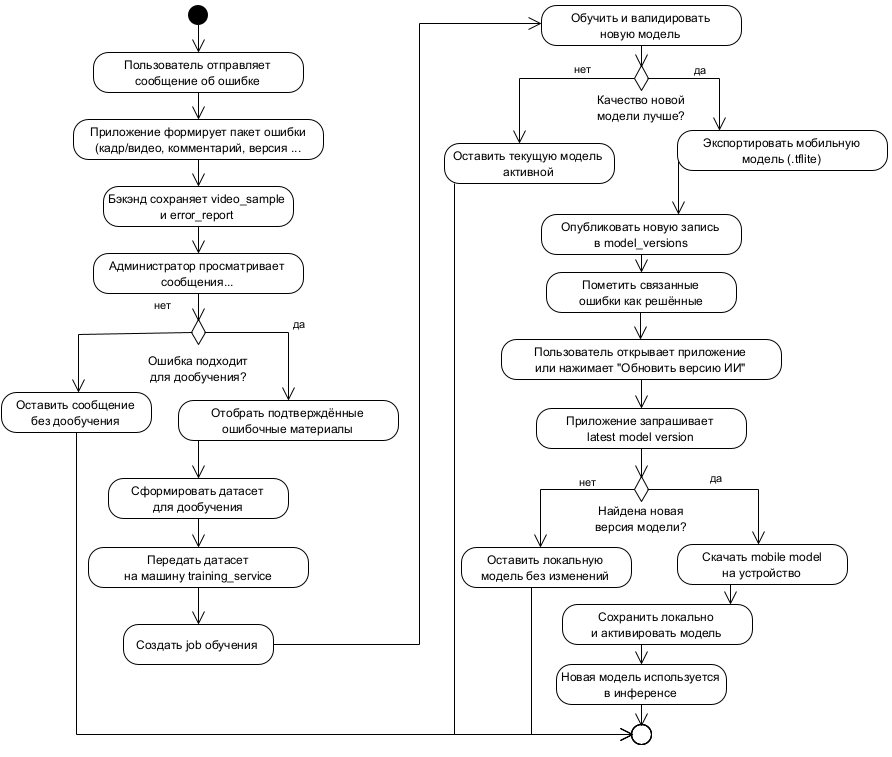 Пользователь отправляет
сообщение об ошибке
Приложение формирует пакет ошибки
(кадр/видео, комментарий, версия ...
Бэкэнд сохраняет video_sample
и error_report
Администратор просматривает
сообщения...
нет
да
Ошибка подходит
для дообучения?
Оставить сообщение
без дообучения
Отобрать подтверждённые
ошибочные материалы
Сформировать датасет
для дообучения
Передать датасет
на машину training_service
Создать job обучения
Обучить и валидировать
новую модель
нет
да
Качество новой
модели лучше?
Оставить текущую модель
активной
Экспортировать мобильную
модель (.tflite)
Опубликовать новую запись
в model_versions
Пометить связанные
ошибки как решённые
Пользователь открывает приложение
или нажимает "Обновить версию ИИ"
Приложение запрашивает
latest model version
нет
да
Найдена новая
версия модели?
Оставить локальную
модель без изменений
Скачать mobile model
на устройство
Сохранить локально
и активировать модель
Новая модель используется
в инференсе